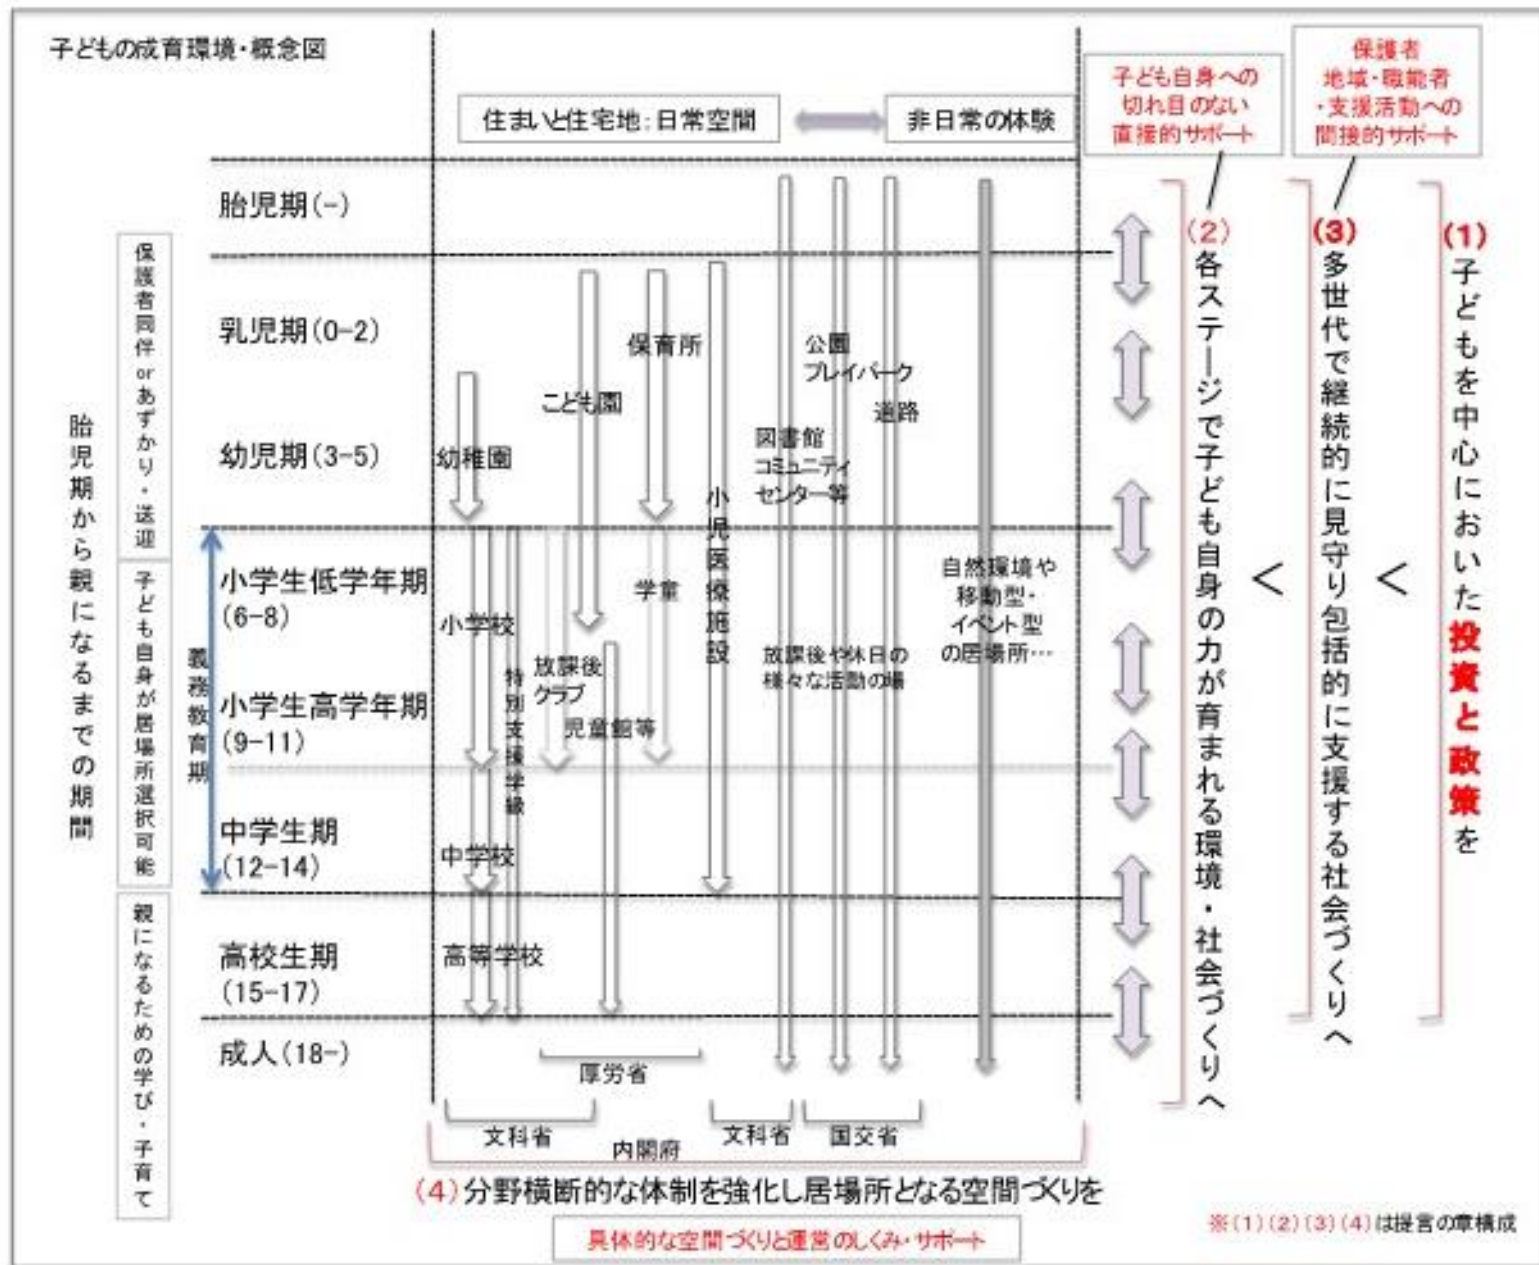 子どもの成育環境・概念図
住まいと住宅地：日常空間
非日常の体験
子ども自身への
切れ目のない
直接的サポート
保護者
地域・職能者
・支援活動への
間接的サポート
胎児期から親になるまでの期間
保護者同伴orあずかり・送迎
子ども自身が居場所選択可能
親になるための学び・子育て
義務教育期
胎児期(-)
乳児期(0-2)
幼児期(3-5)
小学生低学年期
(6-8)
小学生高学年期
(9-11)
中学生期
(12-14)
高校生期
(15-17)
成人(18-)
幼稚園
こども園
保育所
小児医療施設
公園
プレイパーク
道路
図書館
コミュニティ
センター等
小学校
特別支援学級
放課後
クラブ
学童
児童館等
放課後や休日の
様々な活動の場
自然環境や
移動型・
イベント型
の居場所…
中学校
高等学校
厚労省
文科省
内閣府
文科省
国交省
(2)各ステージで子ども自身の力が育まれる環境・社会づくりへ
<
(3)多世代で継続的に見守り包括的に支援する社会づくりへ
<
(1)子どもを中心においた投資と政策を
(4)分野横断的な体制を強化し居場所となる空間づくりを
具体的な空間づくりと運営のしくみ・サポート
※(1)(2)(3)(4)は提言の章構成